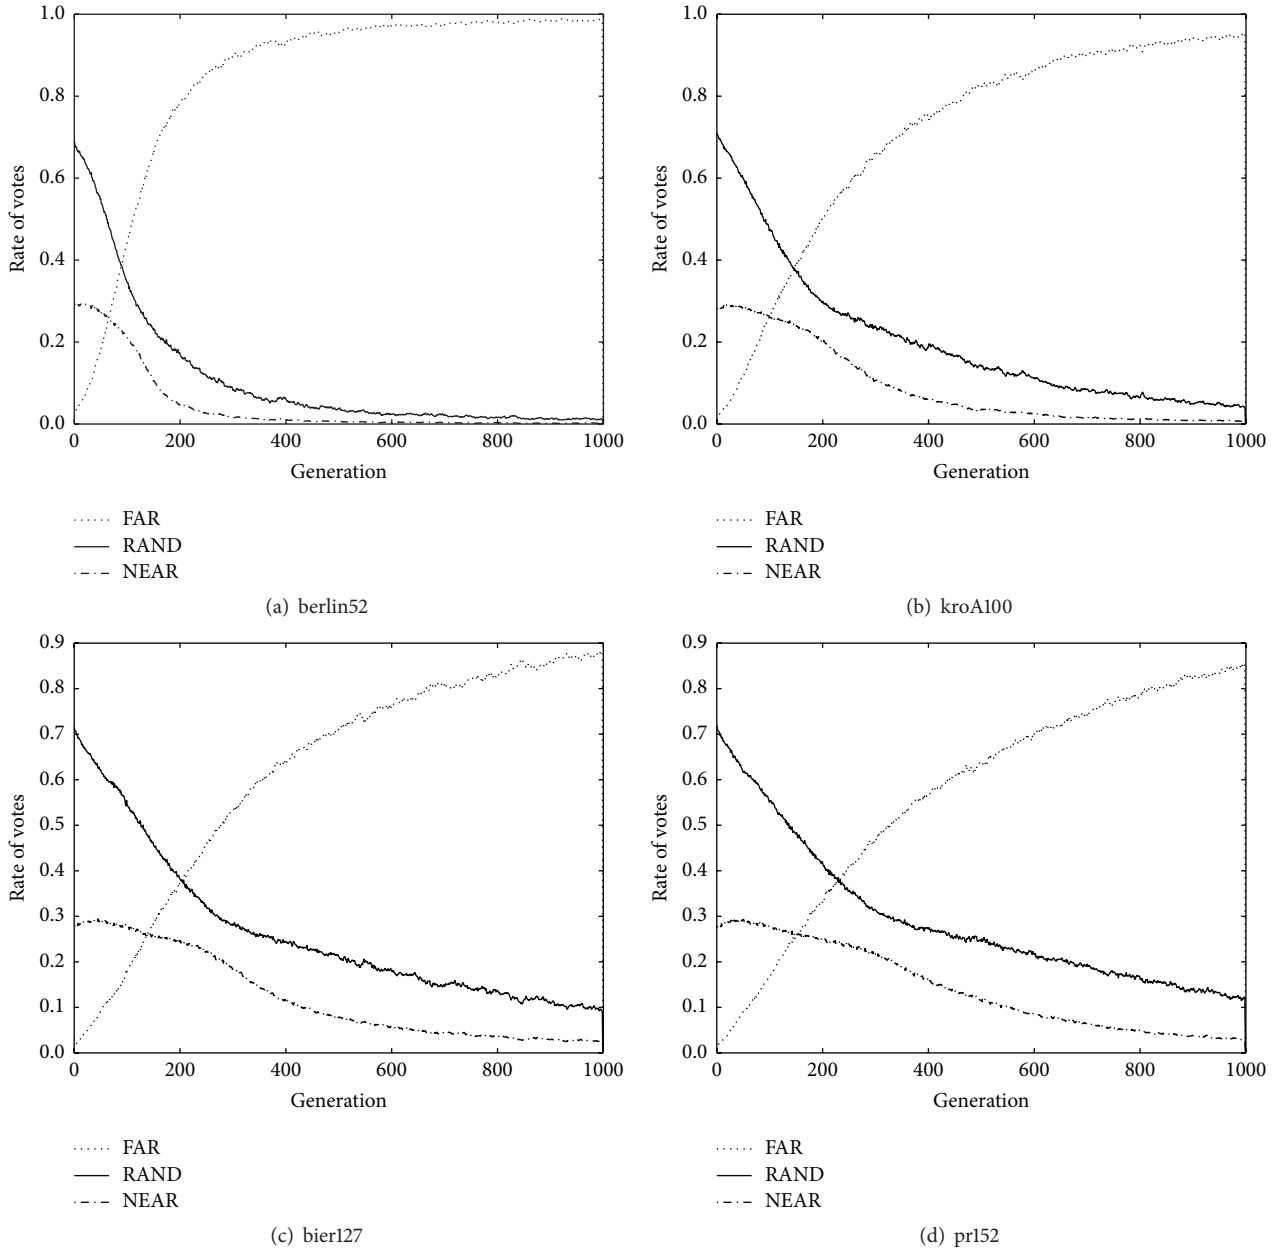 1.0
0.8
0.6
0.4
0.2
0.0
Rate of votes
0 200 400 600 800 1000
Generation
FAR
RAND
NEAR
(a) berlin52
1.0
0.8
0.6
0.4
0.2
0.0
Rate of votes
0 200 400 600 800 1000
Generation
FAR
RAND
NEAR
(b) kroA100
0.9
0.8
0.7
0.6
0.5
0.4
0.3
0.2
0.1
0.0
Rate of votes
0 200 400 600 800 1000
Generation
FAR
RAND
NEAR
(c) bier127
0.9
0.8
0.7
0.6
0.5
0.4
0.3
0.2
0.1
0.0
Rate of votes
0 200 400 600 800 1000
Generation
FAR
RAND
NEAR
(d) pr152